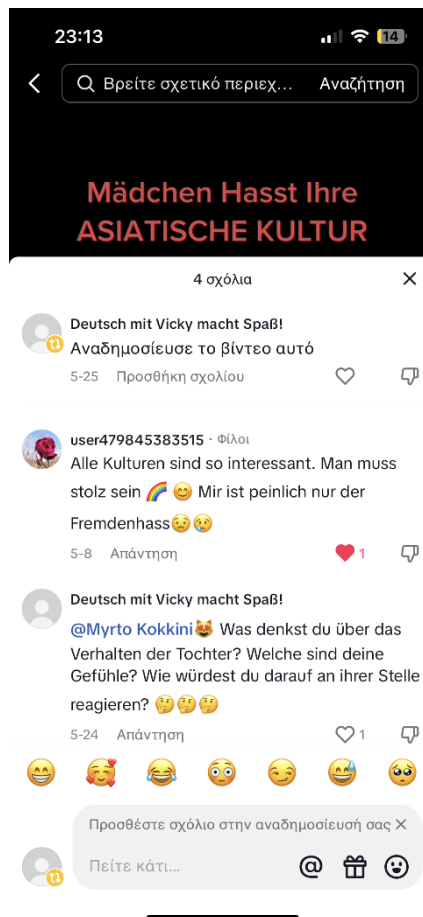 23:13
14
Βρείτε σχετικό περιεχ... Αναζήτηση
Mädchen Hasst Ihre
ASIATISCHE KULTUR
4 σχόλια
Deutsch mit Vicky macht Spaß!
Αναδημοσίευσε το βίντεο αυτό
5-25 Προσθήκη σχολίου
user479845383515 · Φίλοι
Alle Kulturen sind so interessant. Man muss
stolz sein 🌈 😊 Mir ist peinlich nur der
Fremdenhass😟😢
5-8 Απάντηση 1
Deutsch mit Vicky macht Spaß!
@Myrto Kokkini😻 Was denkst du über das
Verhalten der Tochter? Welche sind deine
Gefühle? Wie würdest du darauf an ihrer Stelle
reagieren? 🤔🤔🤔
5-24 Απάντηση 1
Προσθέστε σχόλιο στην αναδημοσίευσή σας
Πείτε κάτι...